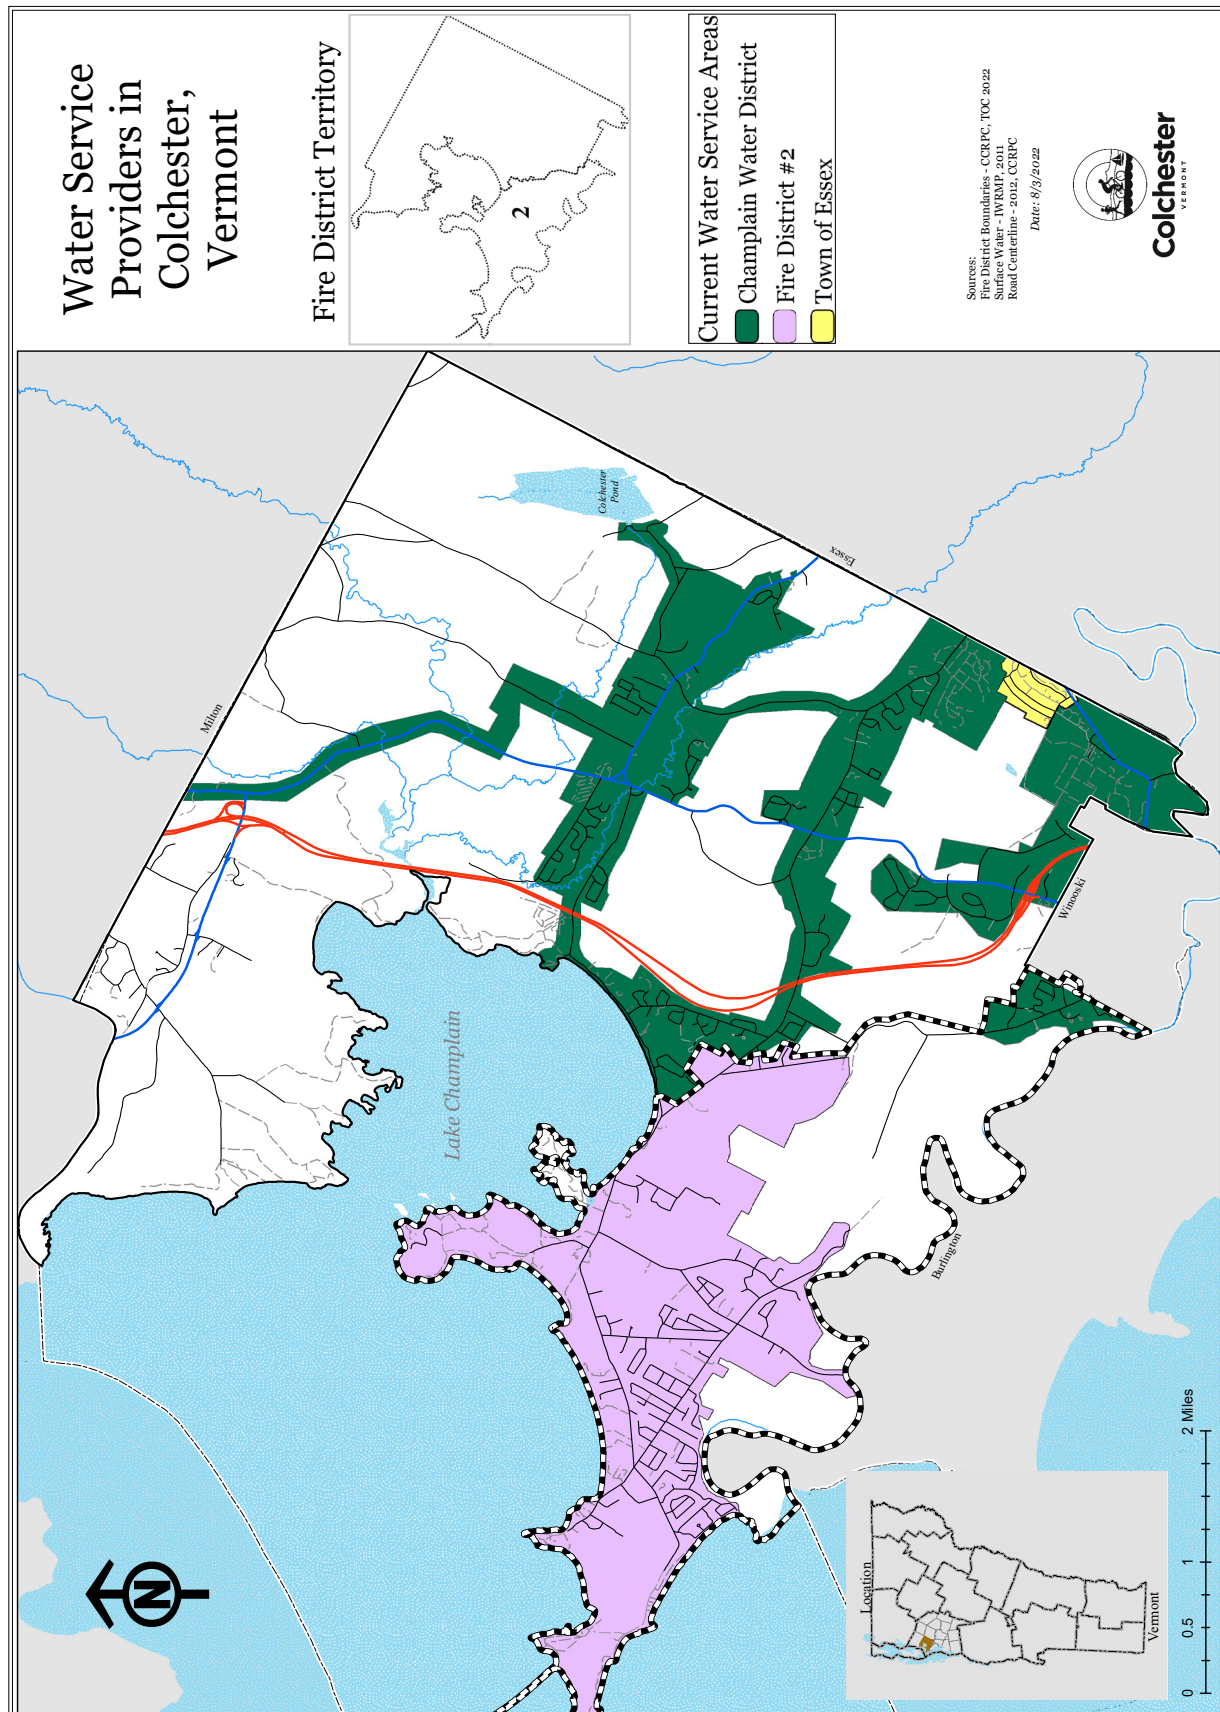 Water Service
Providers in
Colchester,
Vermont
Fire District Territory
2
Current Water Service Areas
Champlain Water District
Fire District #2
Town of Essex
Sources:
Fire District Boundaries - CCRPC, TOC 2022
Surface Water - IWRMP, 2011
Road Centerline - 2012, CCRPC
Date: 8/3/2022
Colchester
VERMONT
Milton
Colchester
Pond
Essex
Lake Champlain
Winooski
Burlington
N
Location
Vermont
0 0.5 1 2 Miles